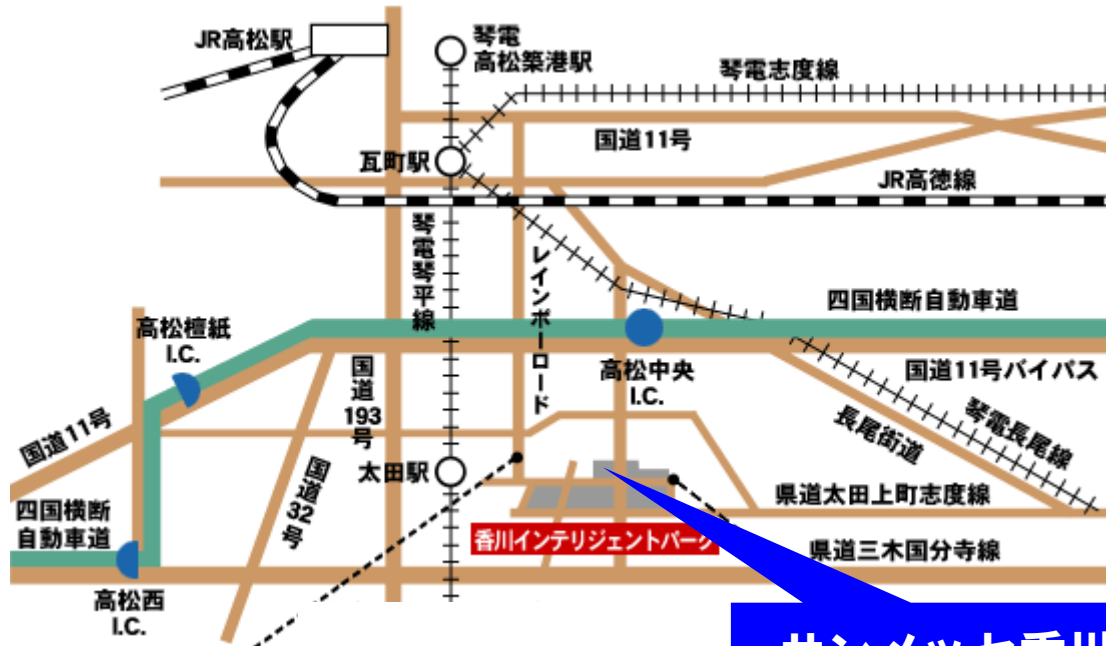 JR高松駅
琴電
高松築港駅
琴電志度線
国道11号
瓦町駅
JR高徳線
琴電琴平線
レインボーロード
四国横断自動車道
高松檀紙
I.C.
高松中央
I.C.
国道11号バイパス
国道
193
号
長尾街道
琴電長尾線
国道11号
太田駅
国道
32
号
県道太田上町志度線
四国横断
自動車道
香川インテリジェントパーク
県道三木国分寺線
高松西
I.C.
サンメッセ香川